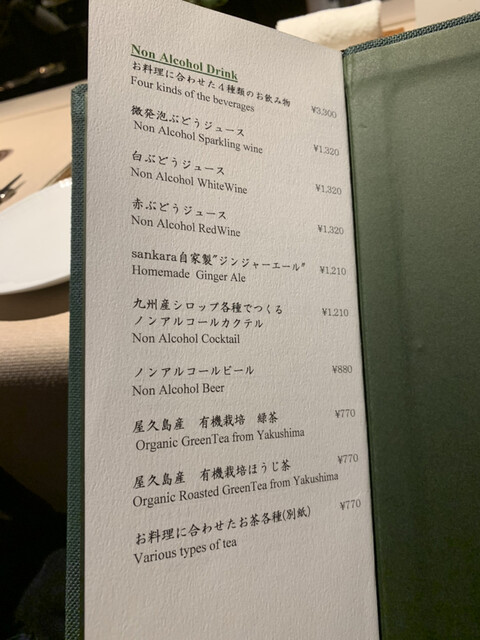 Non Alcohol Drink
お料理に合わせた4種類のお飲み物
Four kinds of the beverages ¥3,300
微発泡ぶどうジュース
Non Alcohol Sparkling wine ¥1,320
白ぶどうジュース
Non Alcohol WhiteWine ¥1,320
赤ぶどうジュース
Non Alcohol RedWine ¥1,320
sankara自家製"ジンジャーエール"
Homemade Ginger Ale ¥1,210
九州産シロップ各種でつくる ¥1,210
ノンアルコールカクテル
Non Alcohol Cocktail
ノンアルコールビール ¥880
Non Alcohol Beer
屋久島産 有機栽培 緑茶 ¥770
Organic GreenTea from Yakushima
屋久島産 有機栽培ほうじ茶 ¥770
Organic Roasted GreenTea from Yakushima
お料理に合わせたお茶各種(別紙) ¥770
Various types of tea